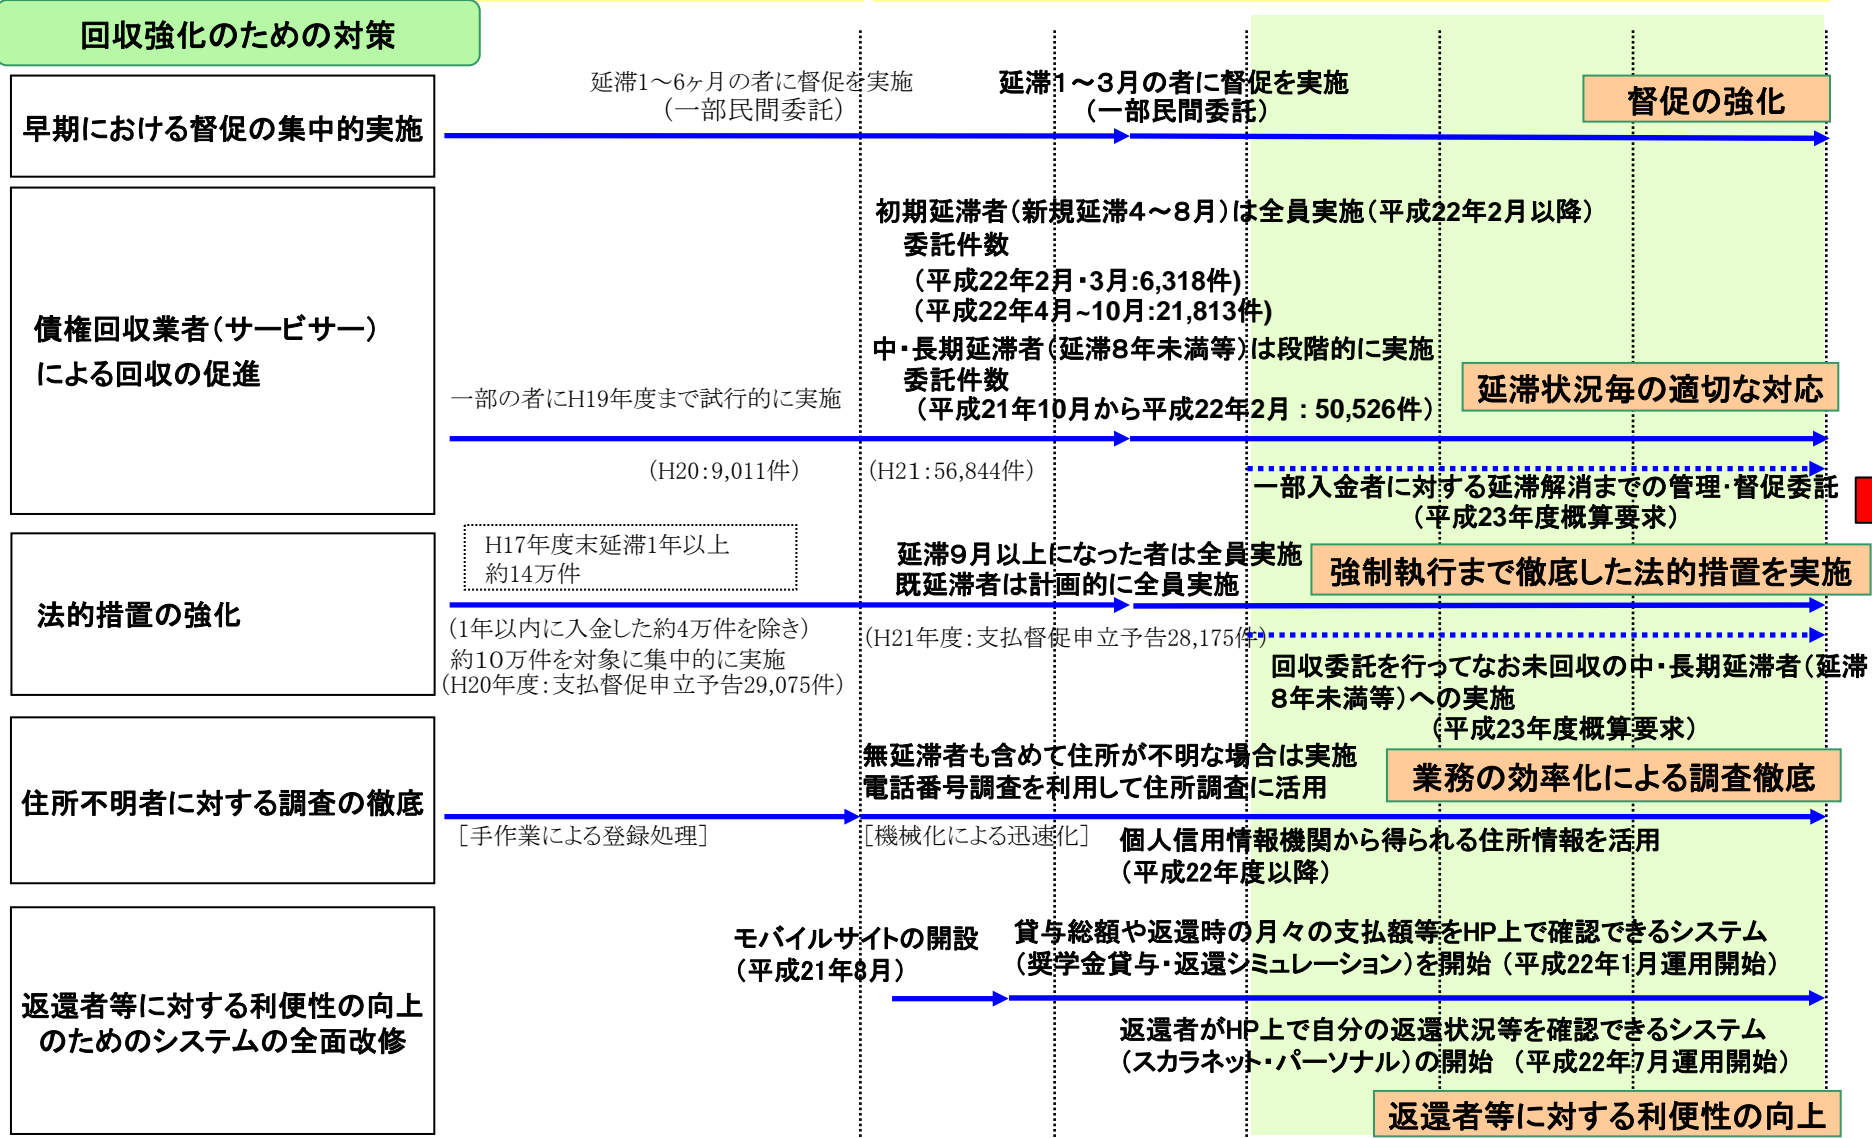 回収強化のための対策
早期における督促の集中的実施
延滞1～6ヶ月の者に督促を実施
（一部民間委託）
延滞1～3月の者に督促を実施
（一部民間委託）
督促の強化
債権回収業者（サービサー）
による回収の促進
一部の者にH19年度まで試行的に実施
初期延滞者（新規延滞4～8月）は全員実施（平成22年2月以降）
委託件数
（平成22年2月・3月:6,318件)
（平成22年4月~10月:21,813件)
中・長期延滞者（延滞8年未満等）は段階的に実施
委託件数
（平成21年10月から平成22年2月：50,526件）
延滞状況毎の適切な対応
（H20：9,011件）
（H21：56,844件）
一部入金者に対する延滞解消までの管理・督促委託
（平成23年度概算要求）
法的措置の強化
H17年度末延滞1年以上
約14万件
延滞9月以上になった者は全員実施
既延滞者は計画的に全員実施
強制執行まで徹底した法的措置を実施
（1年以内に入金した約4万件を除き）
約10万件を対象に集中的に実施
（H20年度：支払督促申立予告29,075件）
（H21年度：支払督促申立予告28,175件）
回収委託を行ってなお未回収の中・長期延滞者（延滞
8年未満等）への実施
（平成23年度概算要求）
住所不明者に対する調査の徹底
無延滞者も含めて住所が不明な場合は実施
電話番号調査を利用して住所調査に活用
業務の効率化による調査徹底
［手作業による登録処理］
［機械化による迅速化］
個人信用情報機関から得られる住所情報を活用
（平成22年度以降）
返還者等に対する利便性の向上
のためのシステムの全面改修
モバイルサイトの開設
（平成21年8月）
貸与総額や返還時の月々の支払額等をHP上で確認できるシステム
（奨学金貸与・返還シミュレーション）を開始（平成22年1月運用開始）
返還者がHP上で自分の返還状況等を確認できるシステム
（スカラネット・パーソナル）の開始 （平成22年7月運用開始）
返還者等に対する利便性の向上